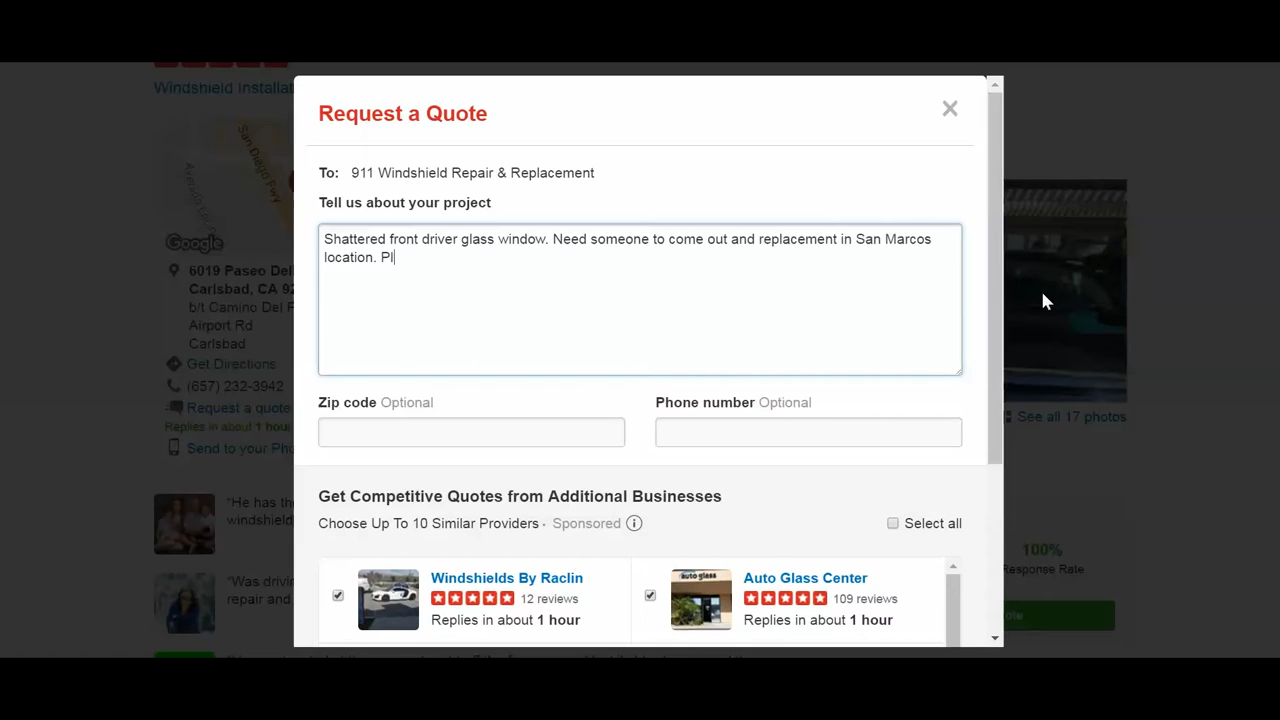 Windshield Installat
Request a Quote
To: 911 Windshield Repair & Replacement
Tell us about your project
Shattered front driver glass window. Need someone to come out and replacement in San Marcos
location. Pl
San Diego Fwy
Google
6019 Paseo Del
Carlsbad, CA 92
b/t Camino Del F
Airport Rd
Carlsbad
Get Directions
(657) 232-3942
Request a quote
Replies in about 1 hour
Send to your Pho
See all 17 photos
Zip code Optional
Phone number Optional
Get Competitive Quotes from Additional Businesses
Choose Up To 10 Similar Providers · Sponsored
Select all
"He has th
windshield
"Was drivin
repair and
100%
Response Rate
auto glass
Windshields By Raclin
12 reviews
Replies in about 1 hour
Auto Glass Center
109 reviews
Replies in about 1 hour